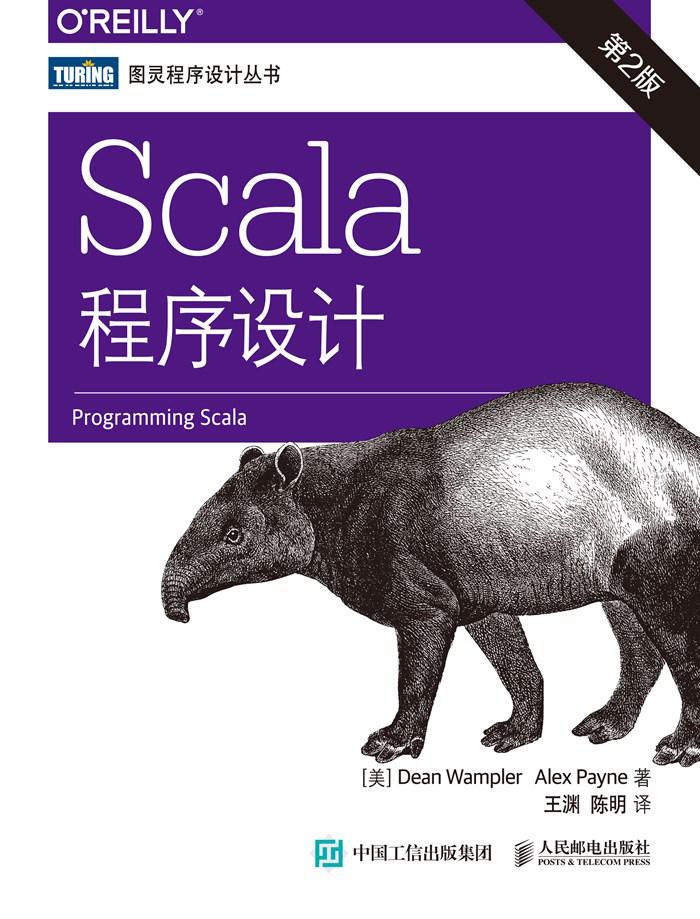 O'REILLY®
第2版
TURING 图灵程序设计丛书
Scala
程序设计
Programming Scala
[美] Dean Wampler Alex Payne 著
王渊 陈明 译
中国工信出版集团 人民邮电出版社
POSTS & TELECOM PRESS